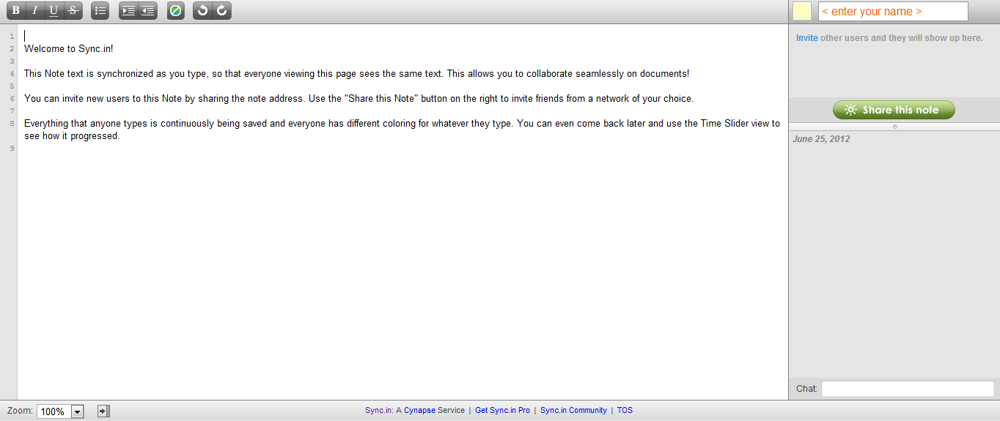 B I U S
< enter your name >
1
2 Welcome to Sync.in!
3
4 This Note text is synchronized as you type, so that everyone viewing this page sees the same text. This allows you to collaborate seamlessly on documents!
5
6 You can invite new users to this Note by sharing the note address. Use the "Share this Note" button on the right to invite friends from a network of your choice.
7
8 Everything that anyone types is continuously being saved and everyone has different coloring for whatever they type. You can even come back later and use the Time Slider view to
see how it progressed.
9
Invite other users and they will show up here.
Share this note
June 25, 2012
Chat:
Zoom: 100%
Sync.in: A Cynapse Service | Get Sync.in Pro | Sync.in Community | TOS